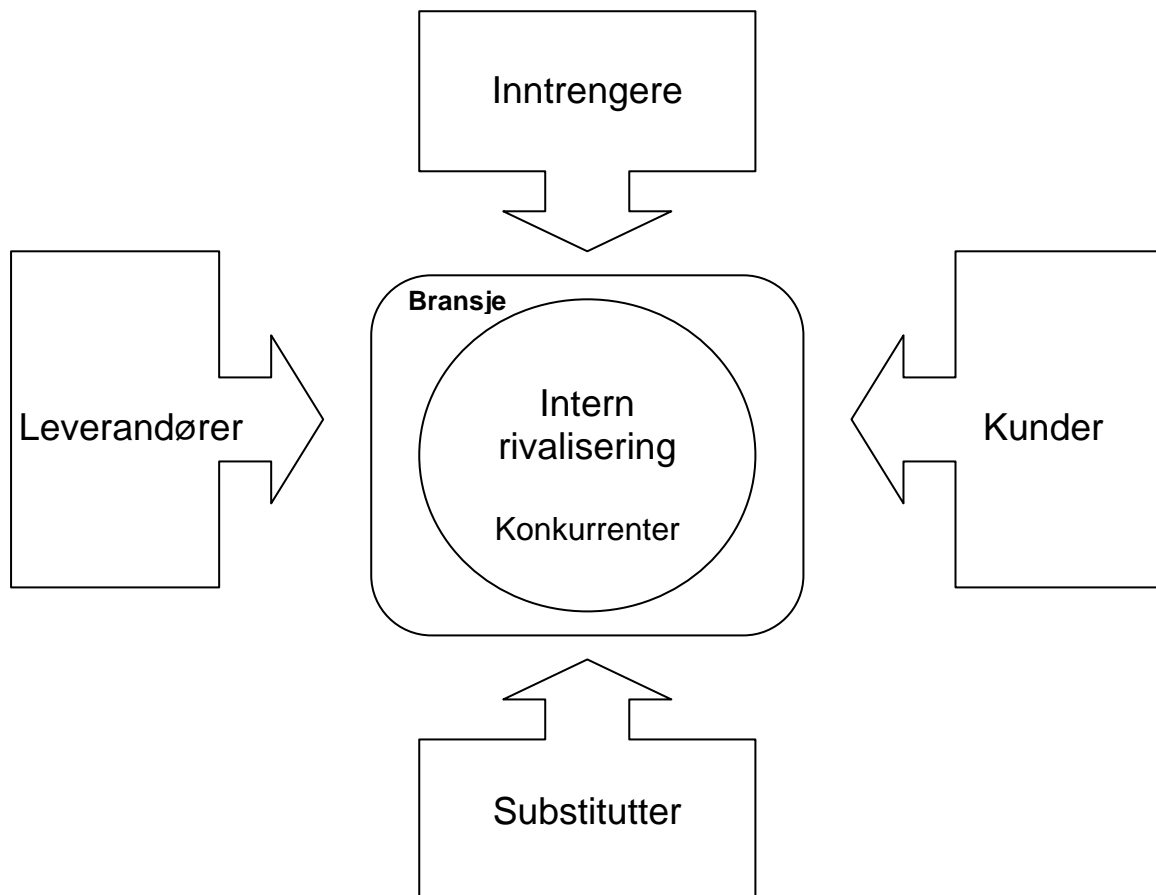 Inntrengere
Bransje
Leverandører
Intern
rivalisering
Konkurrenter
Kunder
Substitutter